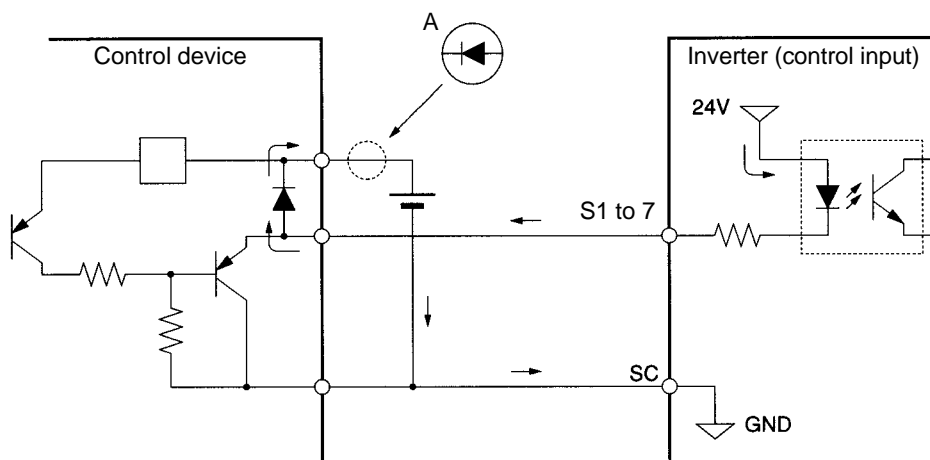 A
Control device
Inverter (control input)
24V
S1 to 7
SC
GND